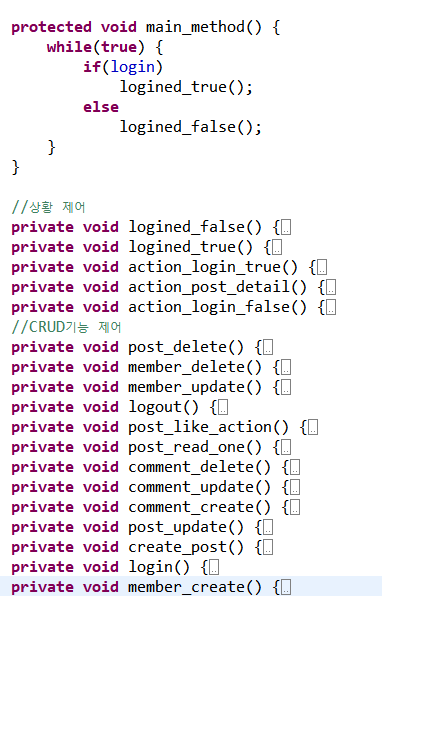 protected void main_method() {
    while(true) {
        if(login)
            logined_true();
        else
            logined_false();
    }
}

//상황 제어
private void logined_false() {
private void logined_true() {
private void action_login_true() {
private void action_post_detail() {
private void action_login_false() {
//CRUD기능 제어
private void post_delete() {
private void member_delete() {
private void member_update() {
private void logout() {
private void post_like_action() {
private void post_read_one() {
private void comment_delete() {
private void comment_update() {
private void comment_create() {
private void post_update() {
private void create_post() {
private void login() {
private void member_create() {